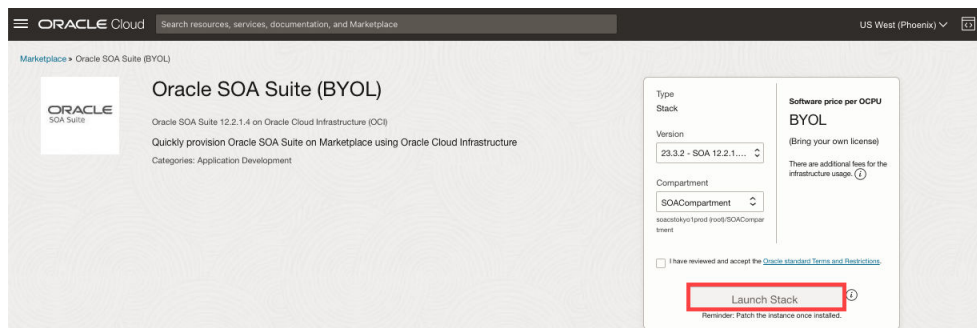 ORACLE Cloud
Search resources, services, documentation, and Marketplace
US West (Phoenix)
Marketplace » Oracle SOA Suite (BYOL)
ORACLE
SOA Suite
Oracle SOA Suite (BYOL)
Oracle SOA Suite 12.2.1.4 on Oracle Cloud Infrastructure (OCI)
Quickly provision Oracle SOA Suite on Marketplace using Oracle Cloud Infrastructure
Categories: Application Development
Type
Stack
Version
23.3.2 - SOA 12.2.1....
Compartment
SOACompartment
soacstokyo1prod (root)/SOACompar
tment
Software price per OCPU
BYOL
(Bring your own license)
There are additional fees for the
infrastructure usage. i
I have reviewed and accept the Oracle standard Terms and Restrictions.
Launch Stack
i
Reminder: Patch the instance once installed.